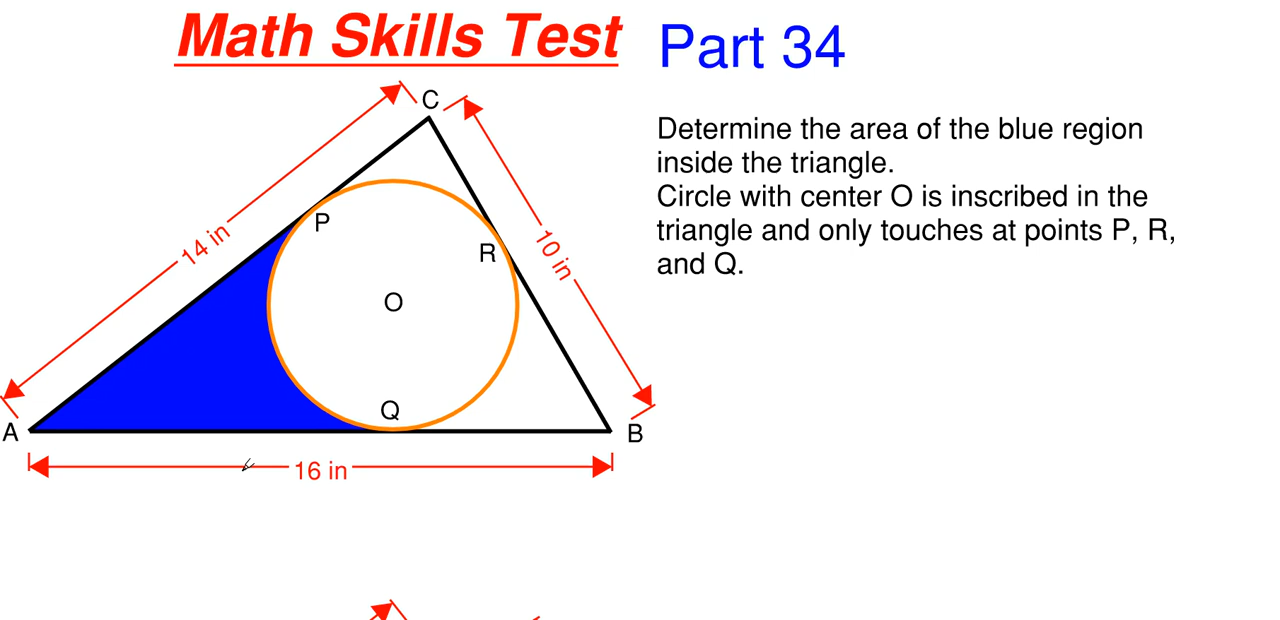 Math Skills Test Part 34
Determine the area of the blue region
inside the triangle.
Circle with center O is inscribed in the
triangle and only touches at points P, R,
and Q.
C
14 in
P
R
10 in
O
Q
A
B
16 in